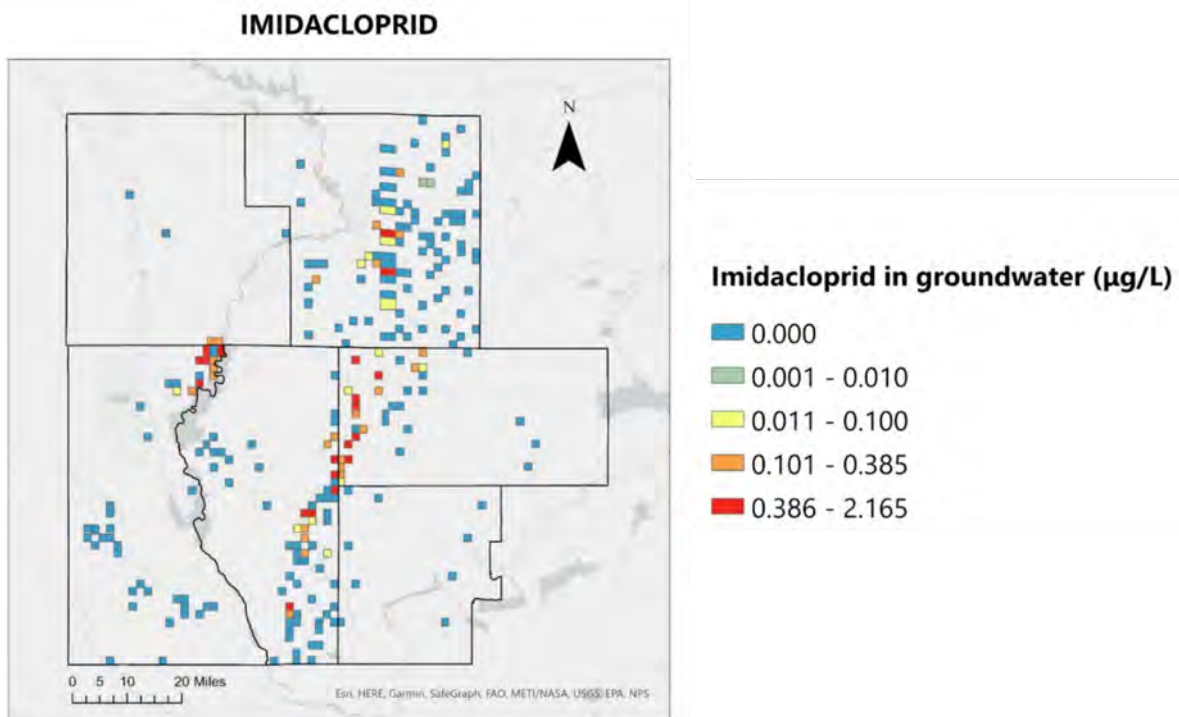 IMIDACLOPRID
N
Imidacloprid in groundwater (µg/L)
0.000
0.001 - 0.010
0.011 - 0.100
0.101 - 0.385
0.386 - 2.165
0 5 10 20 Miles
Esri, HERE, Garmin, SafeGraph, FAO, METI/NASA, USGS, EPA, NPS